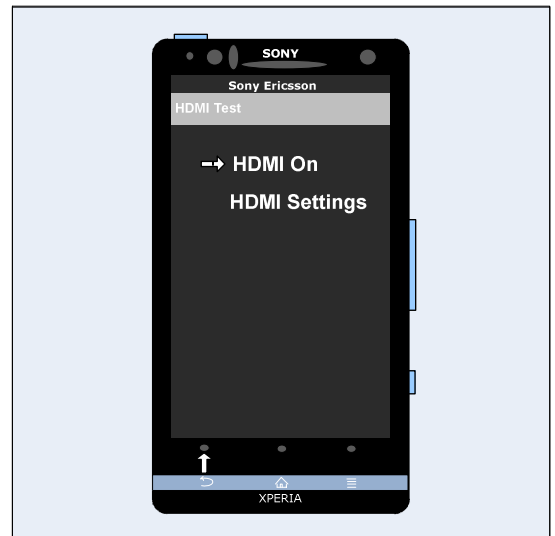 SONY
Sony Ericsson
HDMI Test
HDMI On
HDMI Settings
XPERIA